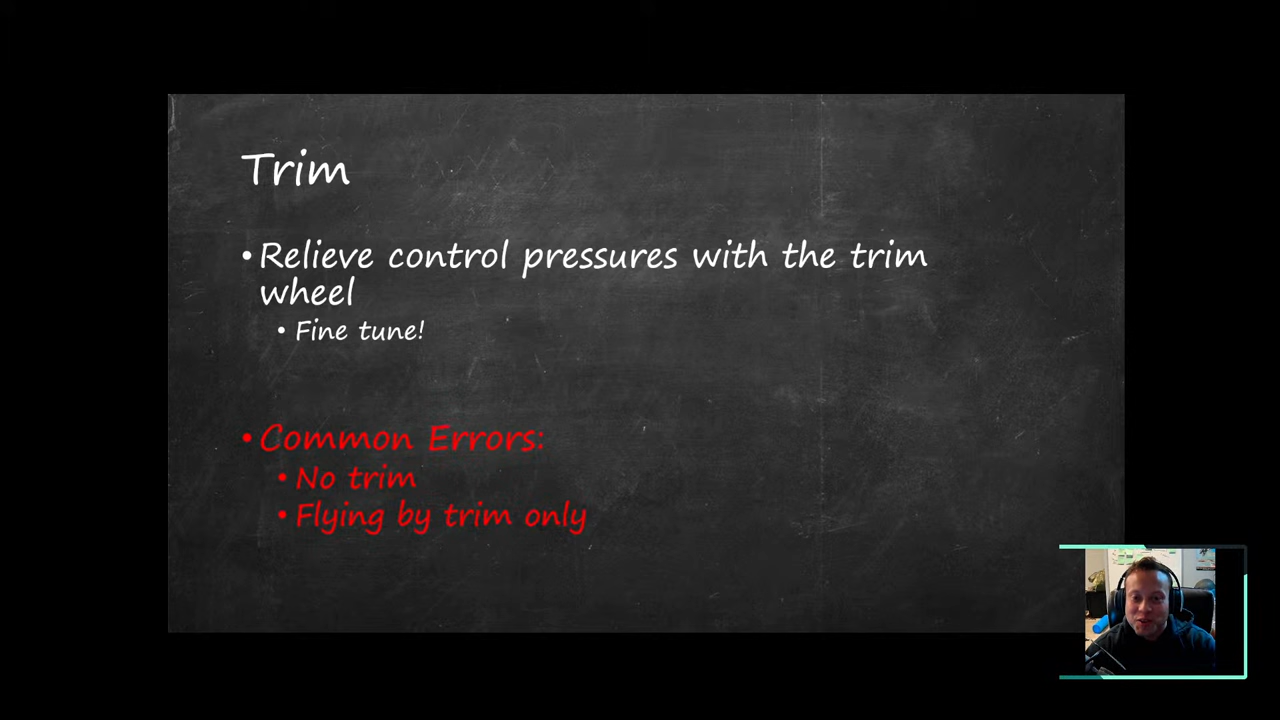 Trim
• Relieve control pressures with the trim
wheel
• Fine tune!
• Common Errors:
• No trim
• Flying by trim only